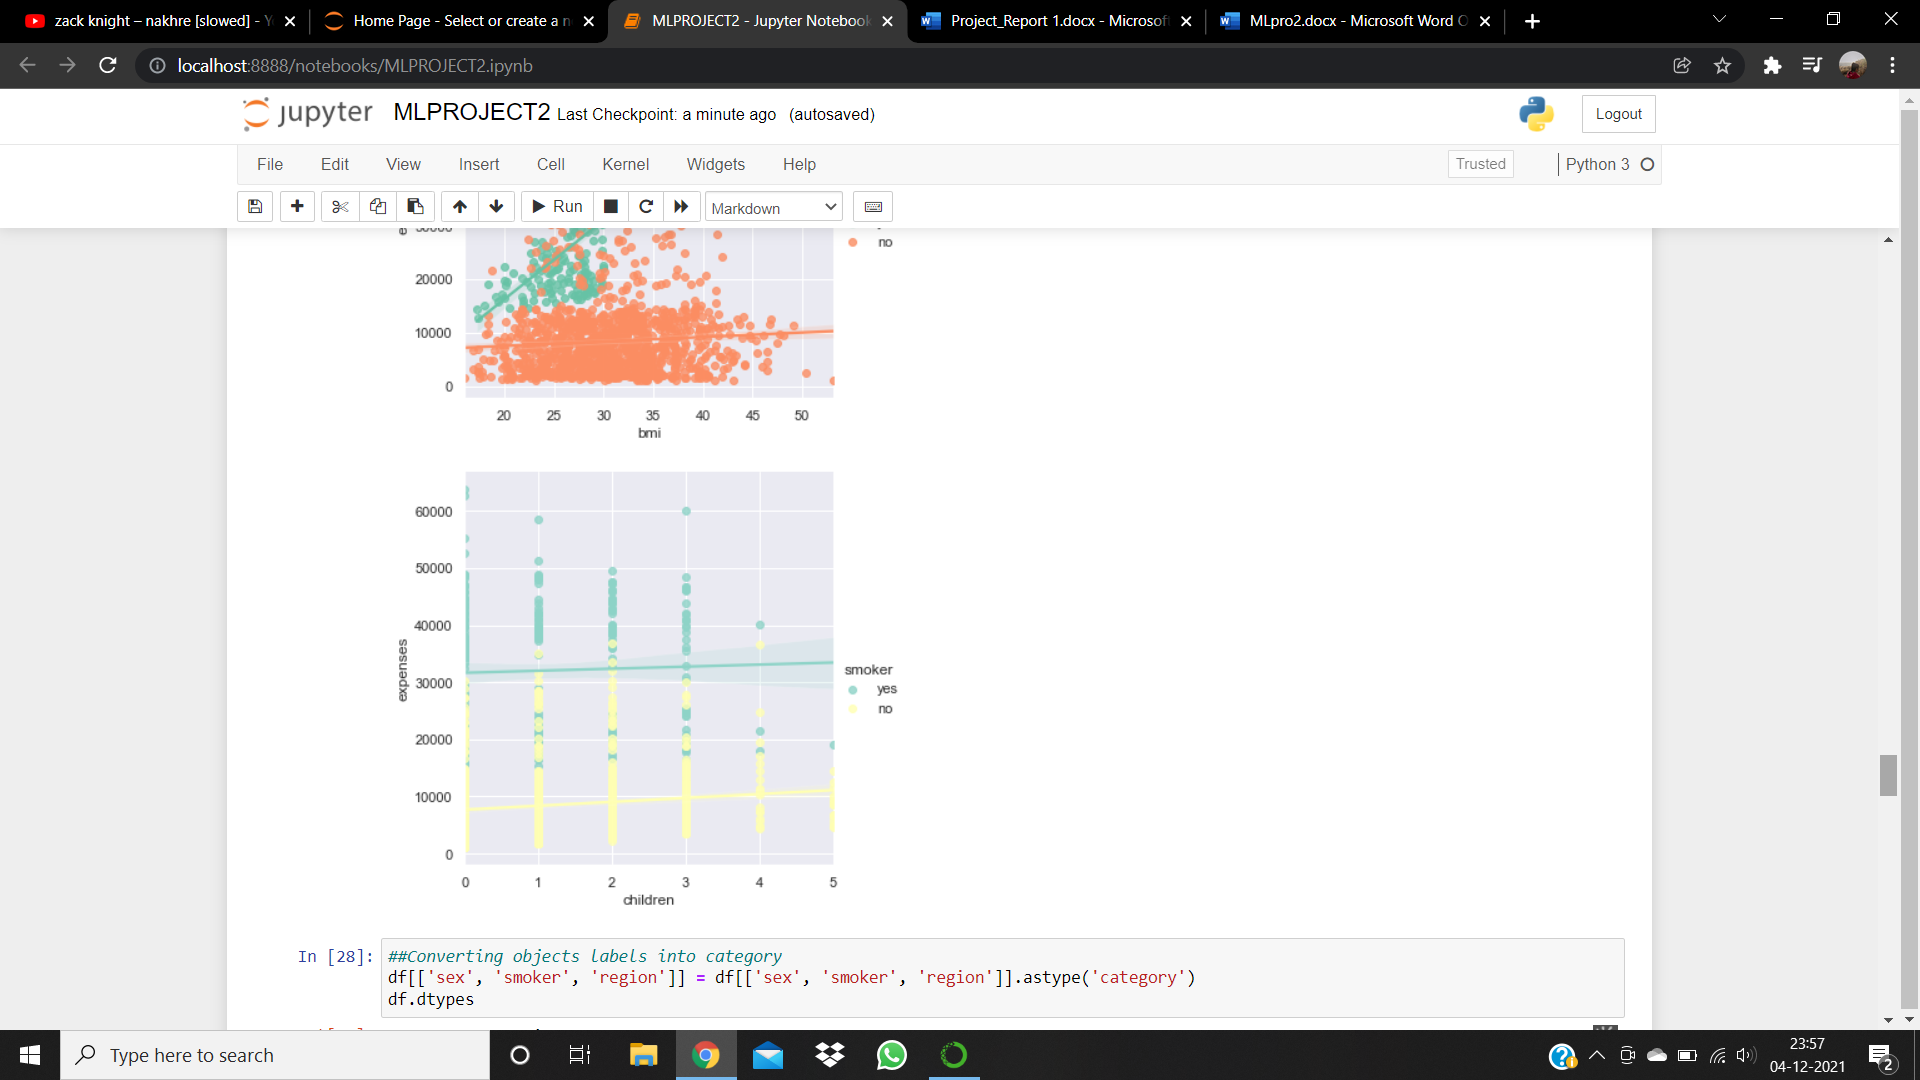 zack knight – nakhre [slowed] - Y
Home Page - Select or create a n
MLPROJECT2 - Jupyter Notebook
Project_Report 1.docx - Microsoft
MLpro2.docx - Microsoft Word O
localhost:8888/notebooks/MLPROJECT2.ipynb
jupyter MLPROJECT2 Last Checkpoint: a minute ago (autosaved)
Logout
File Edit View Insert Cell Kernel Widgets Help
Trusted
Python 3
Run
Markdown
no
20000
10000
0
20 25 30 35 40 45 50
bmi
60000
50000
40000
30000
20000
10000
0
expenses
smoker
yes
no
0 1 2 3 4 5
children
In [28]:
##Converting objects labels into category
df[['sex', 'smoker', 'region']] = df[['sex', 'smoker', 'region']].astype('category')
df.dtypes
Type here to search
23:57
04-12-2021
2